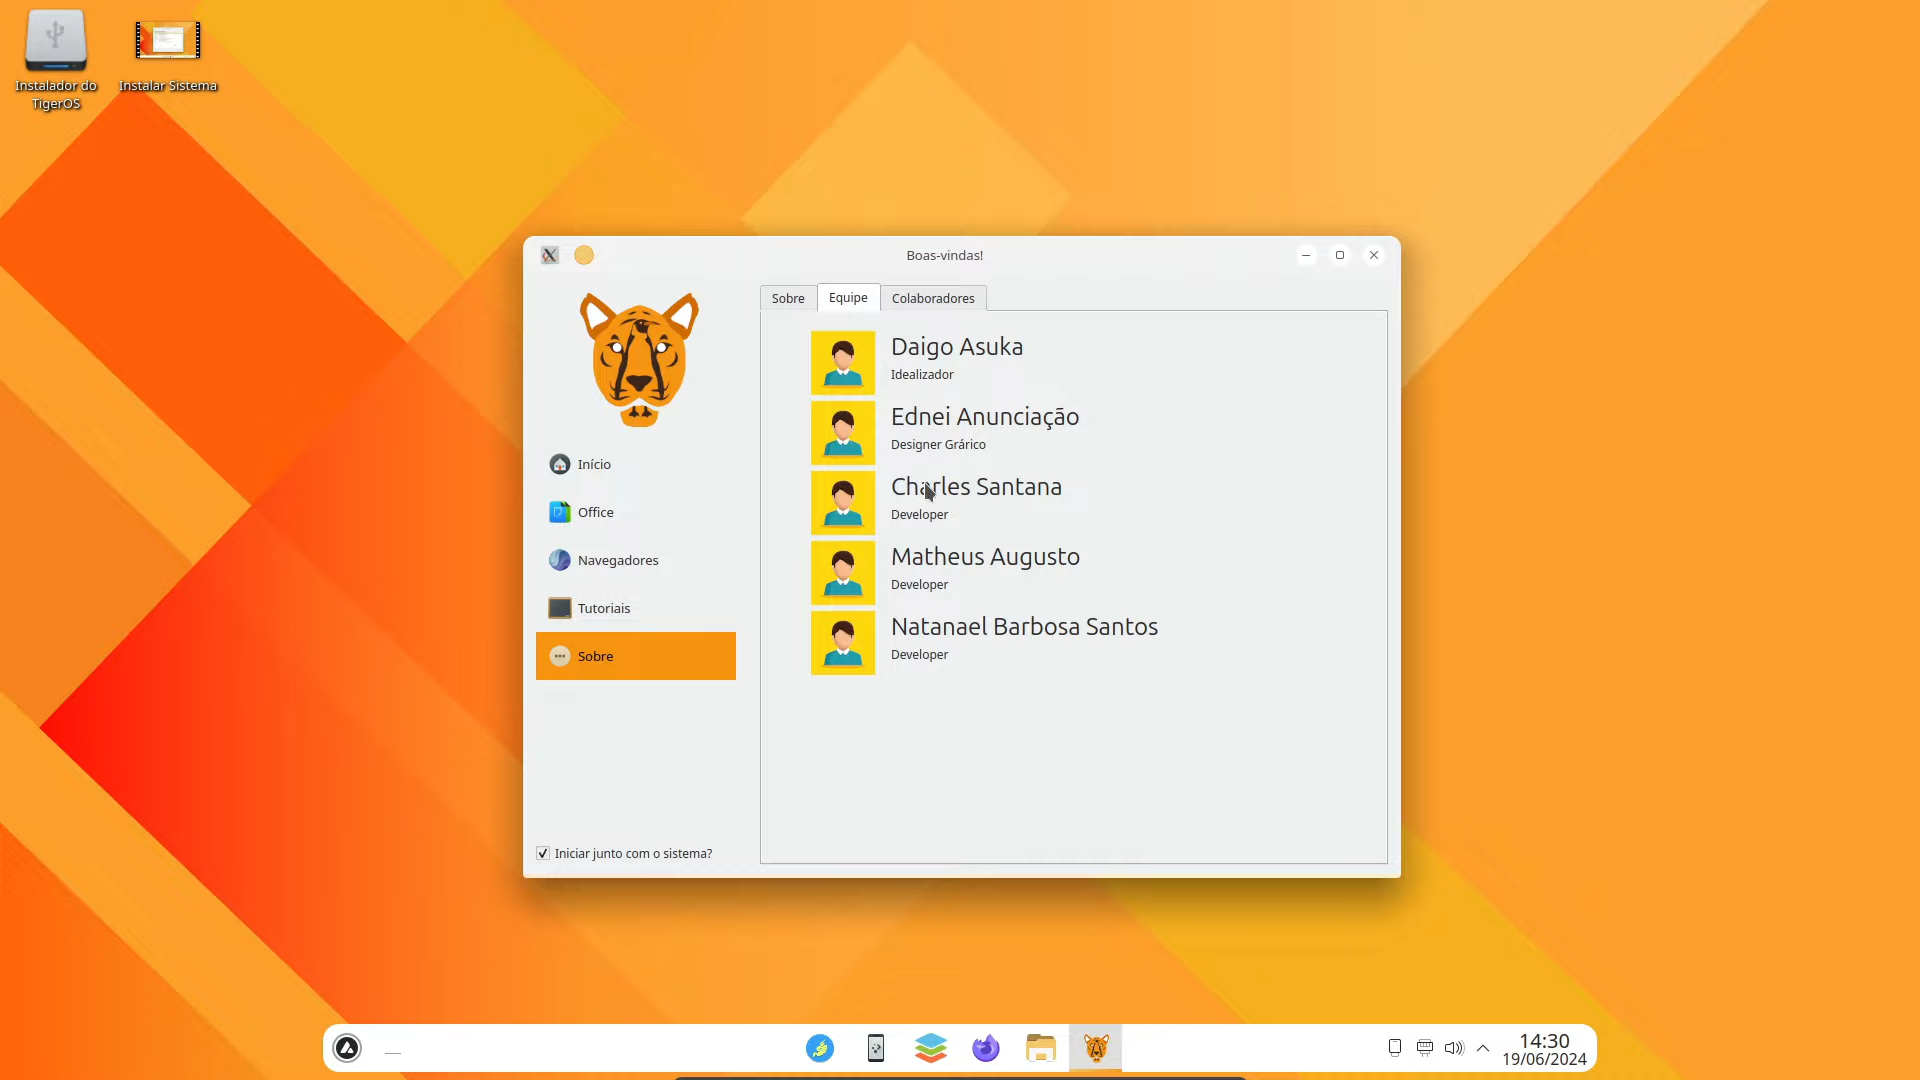 Instalador do
TigerOS
Instalar Sistema
Boas-vindas!
Sobre
Equipe
Colaboradores
Daigo Asuka
Idealizador
Ednei Anunciação
Designer Grárico
Charles Santana
Developer
Matheus Augusto
Developer
Natanael Barbosa Santos
Developer
Início
Office
Navegadores
Tutoriais
Sobre
Iniciar junto com o sistema?
14:30
19/06/2024